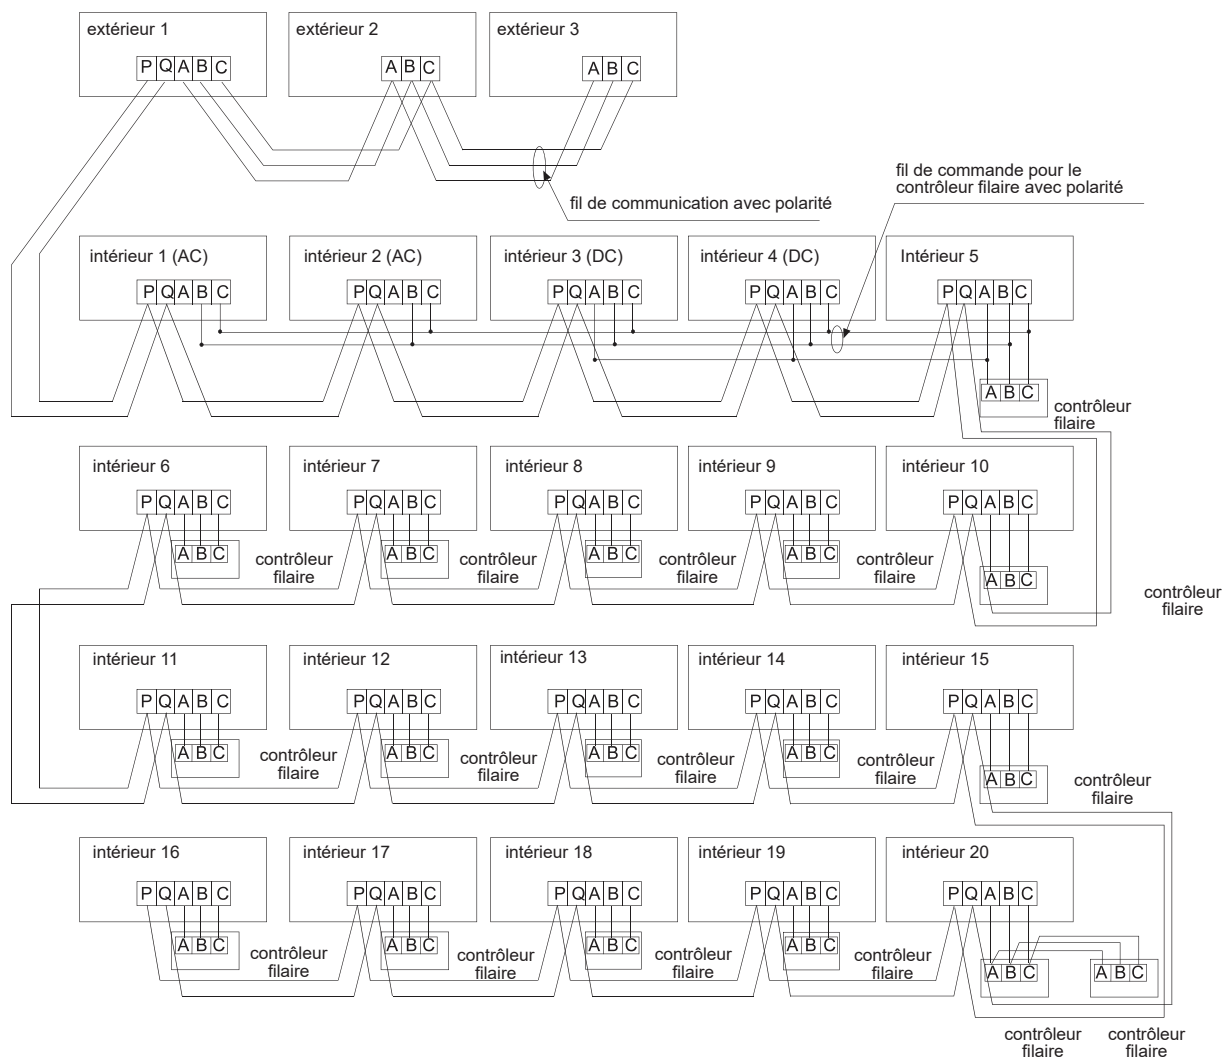 extérieur 1
extérieur 2
extérieur 3
P Q A B C
A B C
A B C
fil de communication avec polarité
fil de commande pour le
contrôleur filaire avec polarité
intérieur 1 (AC)
intérieur 2 (AC)
intérieur 3 (DC)
intérieur 4 (DC)
Intérieur 5
P Q A B C
P Q A B C
P Q A B C
P Q A B C
P Q A B C
A B C
contrôleur
filaire
intérieur 6
intérieur 7
intérieur 8
intérieur 9
intérieur 10
P Q A B C
P Q A B C
P Q A B C
P Q A B C
P Q A B C
A B C
contrôleur
filaire
A B C
contrôleur
filaire
A B C
contrôleur
filaire
A B C
contrôleur
filaire
A B C
contrôleur
filaire
intérieur 11
intérieur 12
intérieur 13
intérieur 14
intérieur 15
P Q A B C
P Q A B C
P Q A B C
P Q A B C
P Q A B C
A B C
contrôleur
filaire
A B C
contrôleur
filaire
A B C
contrôleur
filaire
A B C
contrôleur
filaire
A B C
contrôleur
filaire
intérieur 16
intérieur 17
intérieur 18
intérieur 19
intérieur 20
P Q A B C
P Q A B C
P Q A B C
P Q A B C
P Q A B C
A B C
contrôleur
filaire
A B C
contrôleur
filaire
A B C
contrôleur
filaire
A B C
contrôleur
filaire
A B C
A B C
contrôleur
filaire
contrôleur
filaire